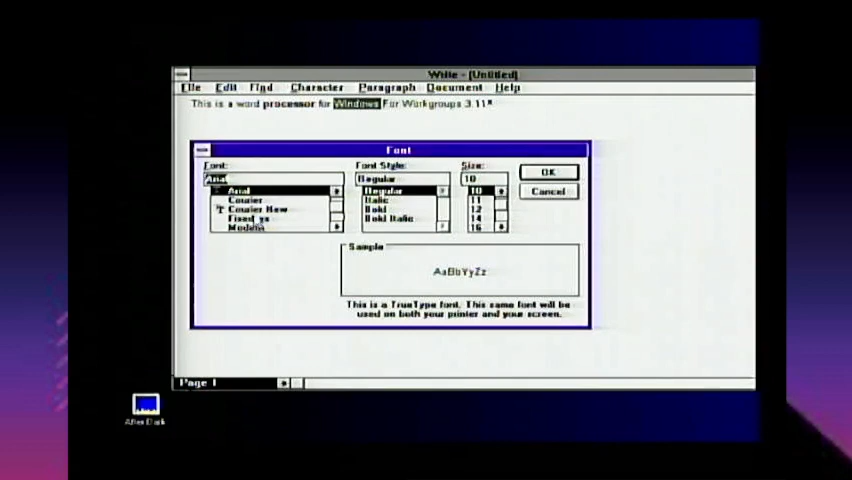 Write - [Untitled]
File Edit Find Character Paragraph Document Help
This is a word processor for Windows For Workgroups 3.11
Font
Font: Font Style: Size:
Arial Regular 10
Arial Regular 10
Courier Italic 11
Courier New Bold 12
Fixedsys Bold Italic 14
Modern 16
OK
Cancel
Sample
AaBbYyZz
This is a TrueType font. This same font will be
used on both your printer and your screen.
Page 1
After Dark